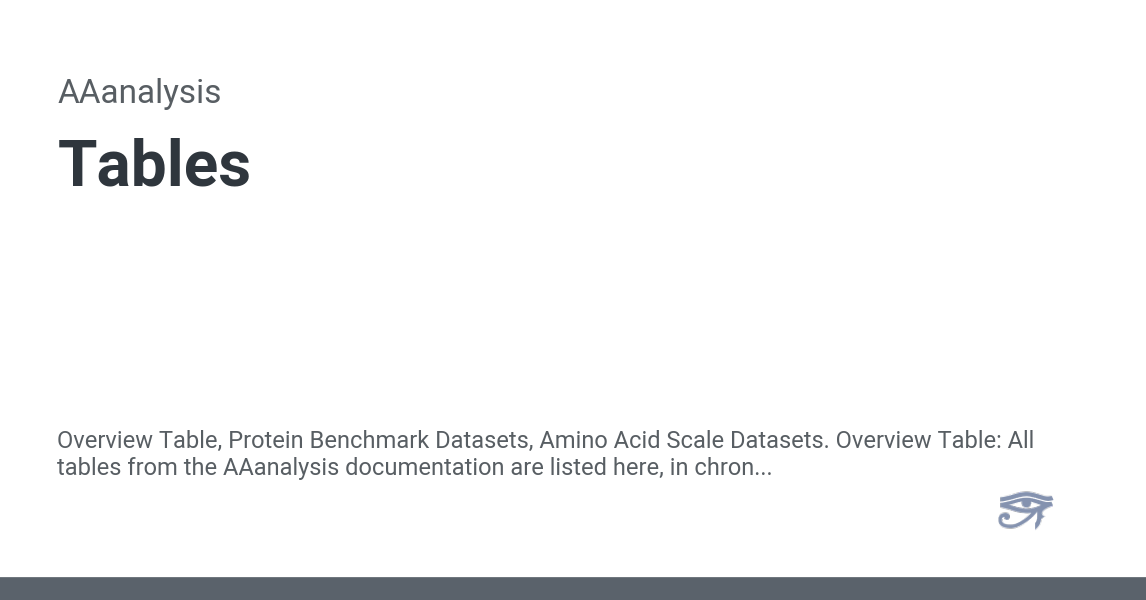 AAanalysis
Tables
Overview Table, Protein Benchmark Datasets, Amino Acid Scale Datasets. Overview Table: All
tables from the AAanalysis documentation are listed here, in chron...